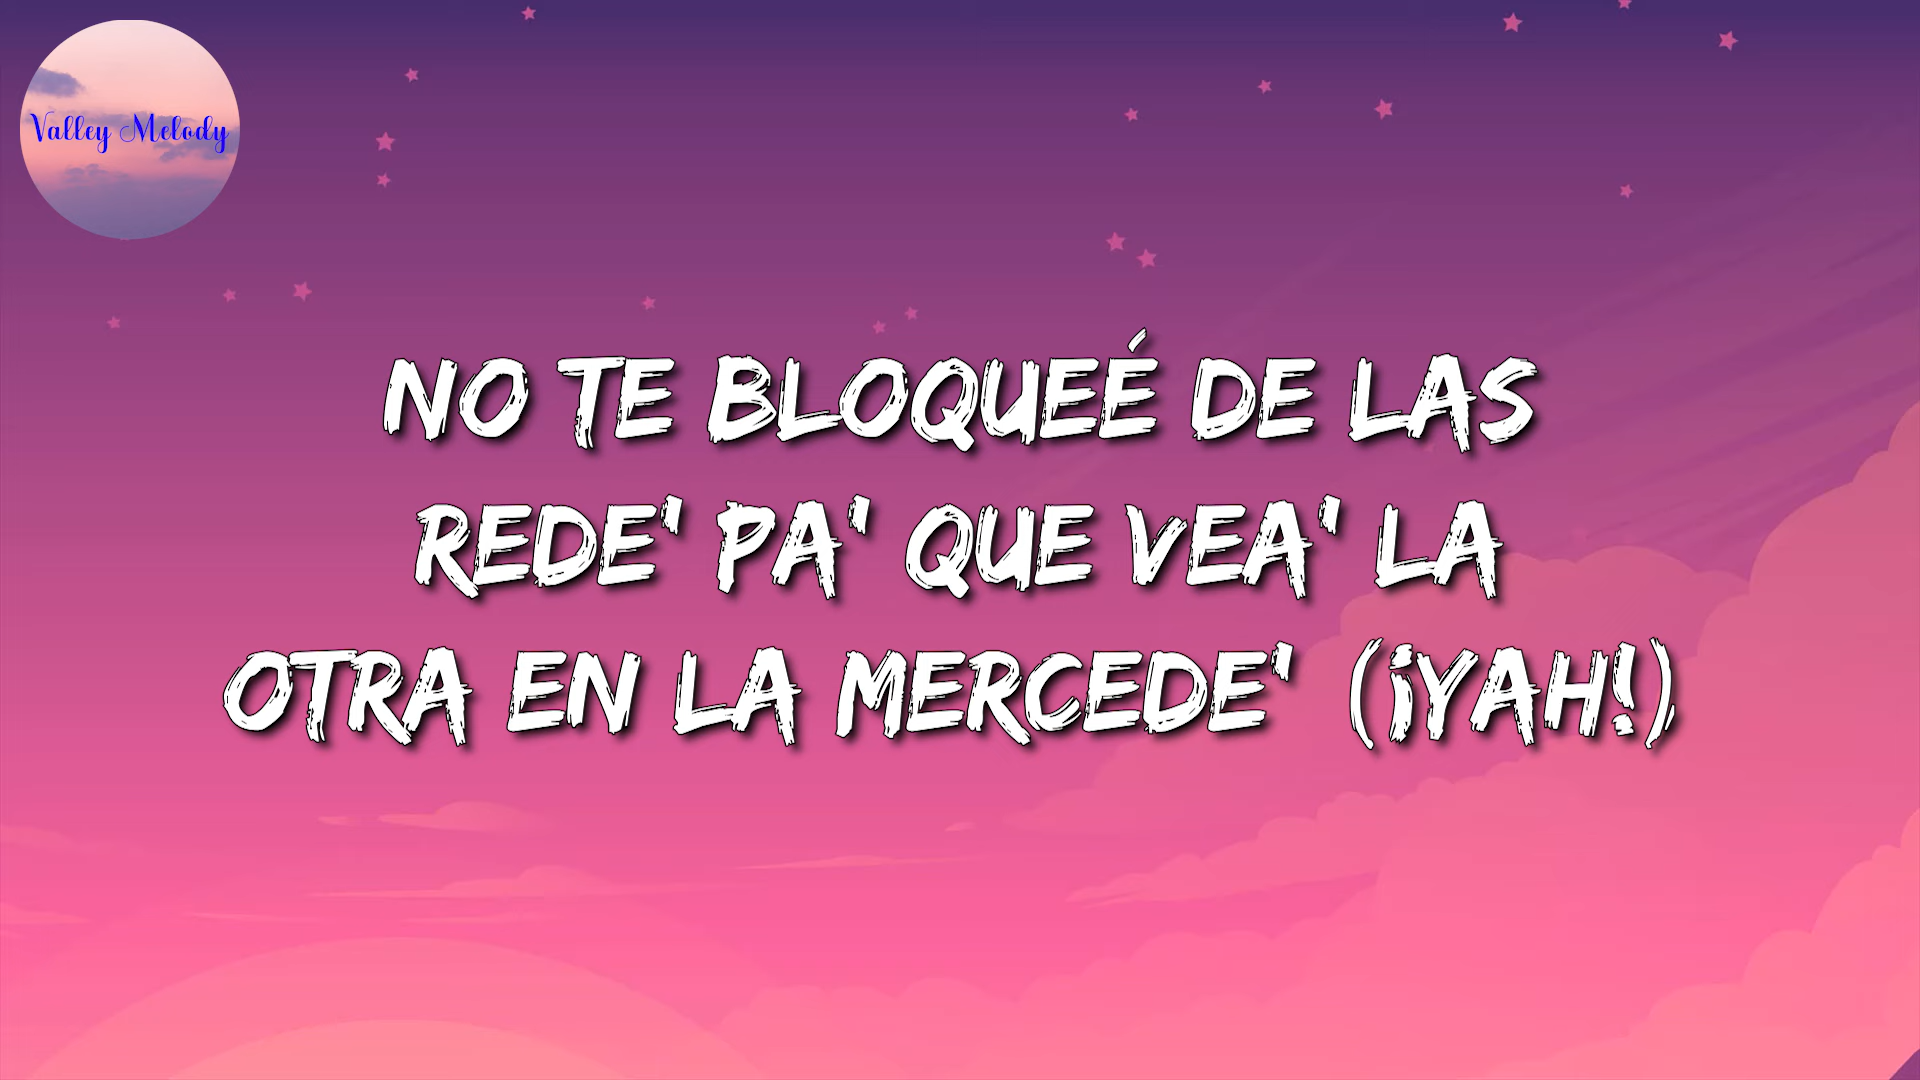 Valley Melody
NO TE BLOQUEÉ DE LAS
REDE' PA' QUE VEA' LA
OTRA EN LA MERCEDE' (¡YAH!)